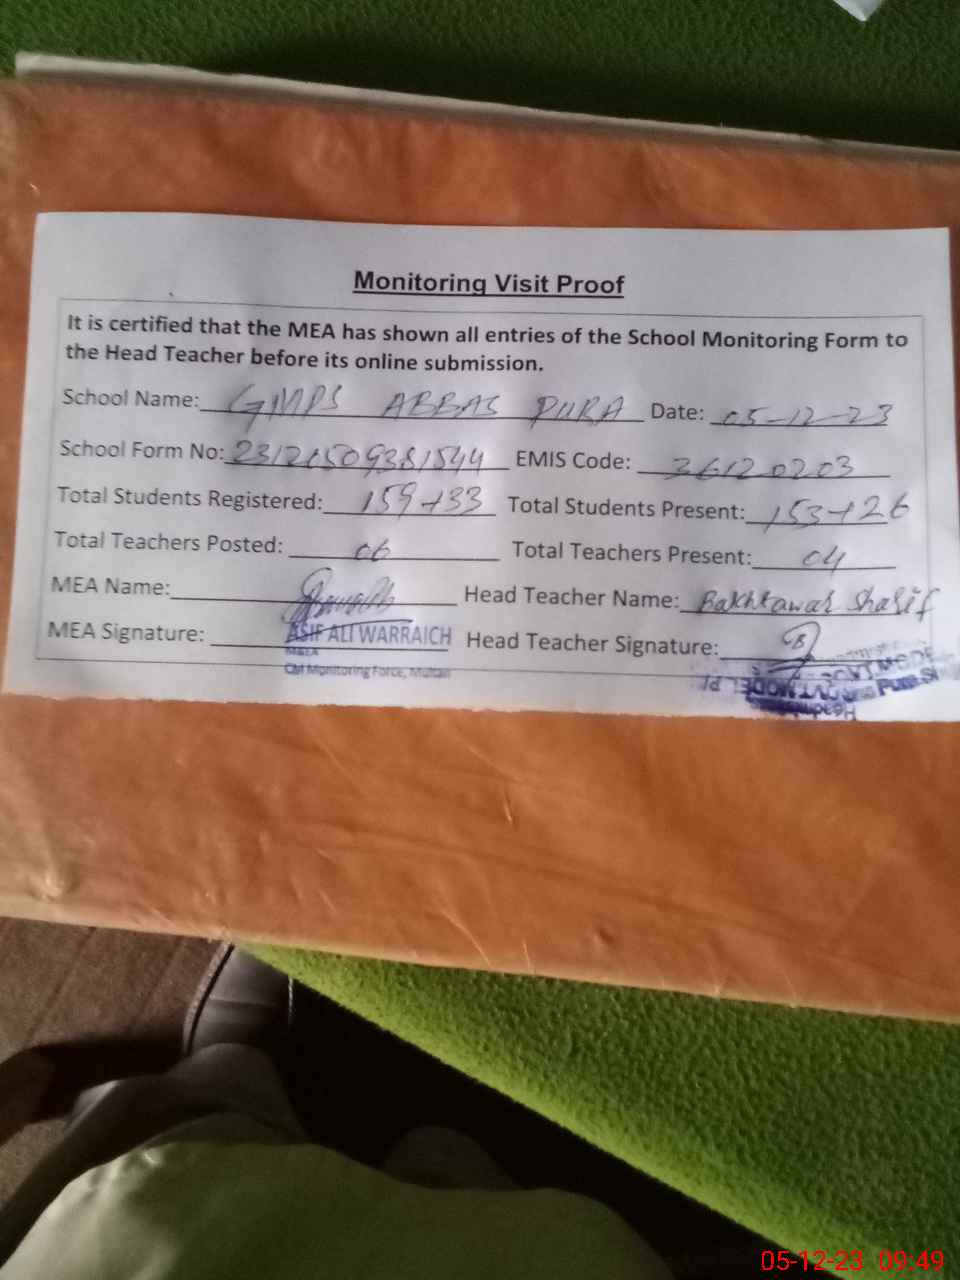 Monitoring Visit Proof
It is certified that the MEA has shown all entries of the School Monitoring Form to
the Head Teacher before its online submission.
School Name: GMPS ABBAS PURA Date: 05-12-23
School Form No: EMIS Code: 36120203
Total Students Registered: 159+33 Total Students Present: 153+26
Total Teachers Posted: 06 Total Teachers Present: 04
MEA Name: Head Teacher Name: Bakhtawar Sharif
MEA Signature: ASIF ALI WARRAICH Head Teacher Signature:
M&EA
CM Monitoring Force, Multan
05-12-23 09:49